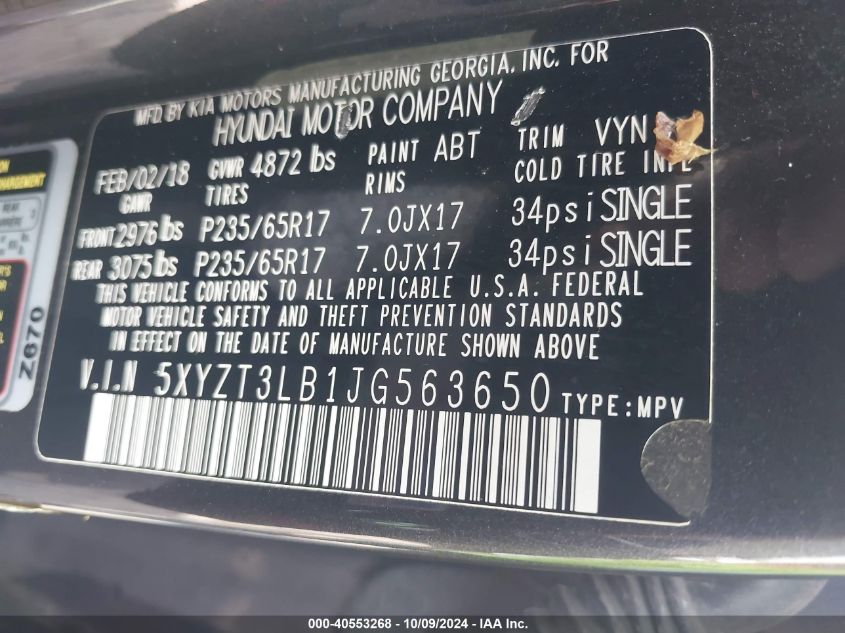 MFD. BY KIA MOTORS MANUFACTURING GEORGIA, INC. FOR
HYUNDAI MOTOR COMPANY
FEB/02/18 GVWR 4872 lbs PAINT ABT TRIM VYN
GAWR TIRES RIMS COLD TIRE INFL
FRONT 2976 lbs P235/65R17 7.0JX17 34psi SINGLE
REAR 3075 lbs P235/65R17 7.0JX17 34psi SINGLE
THIS VEHICLE CONFORMS TO ALL APPLICABLE U.S.A. FEDERAL
MOTOR VEHICLE SAFETY AND THEFT PREVENTION STANDARDS
IN EFFECT ON THE DATE OF MANUFACTURE SHOWN ABOVE
V.I.N 5XYZT3LB1JG563650 TYPE:MPV
REAR
Z670
000-40553268 - 10/09/2024 - IAA Inc.